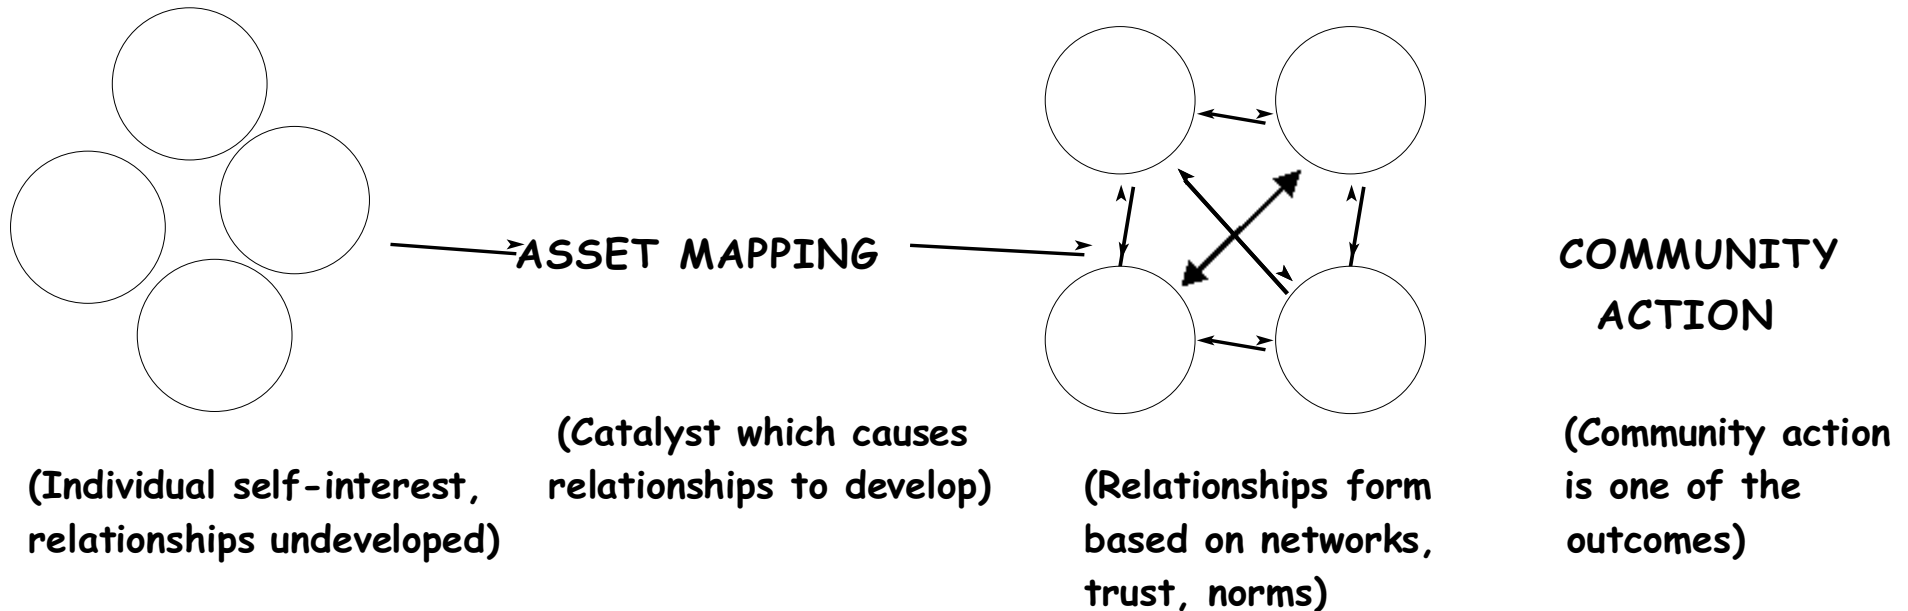 ASSET MAPPING
COMMUNITY
ACTION
(Individual self-interest,
relationships undeveloped)
(Catalyst which causes
relationships to develop)
(Relationships form
based on networks,
trust, norms)
(Community action
is one of the
outcomes)